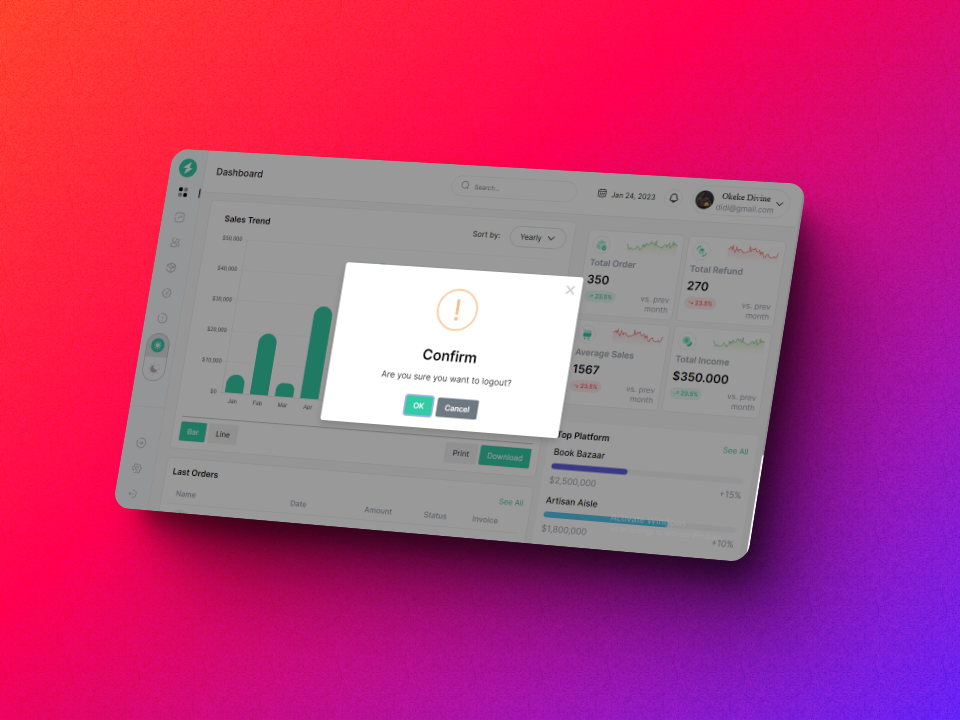 Dashboard
Search...
Jan 24, 2023
Okeke Divine
didi@gmail.com
Sales Trend
Sort by:
Yearly
$50,000
$40,000
$30,000
$20,000
$10,000
$0
Jan
Feb
Mar
Apr
Bar
Line
Print
Download
Total Order
350
23.5%
vs. prev
month
Total Refund
270
23.5%
vs. prev
month
Average Sales
1567
23.5%
vs. prev
month
Total Income
$350.000
23.5%
vs. prev
month
!
Confirm
Are you sure you want to logout?
OK
Cancel
Last Orders
See All
Name
Date
Amount
Status
Invoice
Top Platform
See All
Book Bazaar
$2,500,000
+15%
Artisan Aisle
$1,800,000
+10%